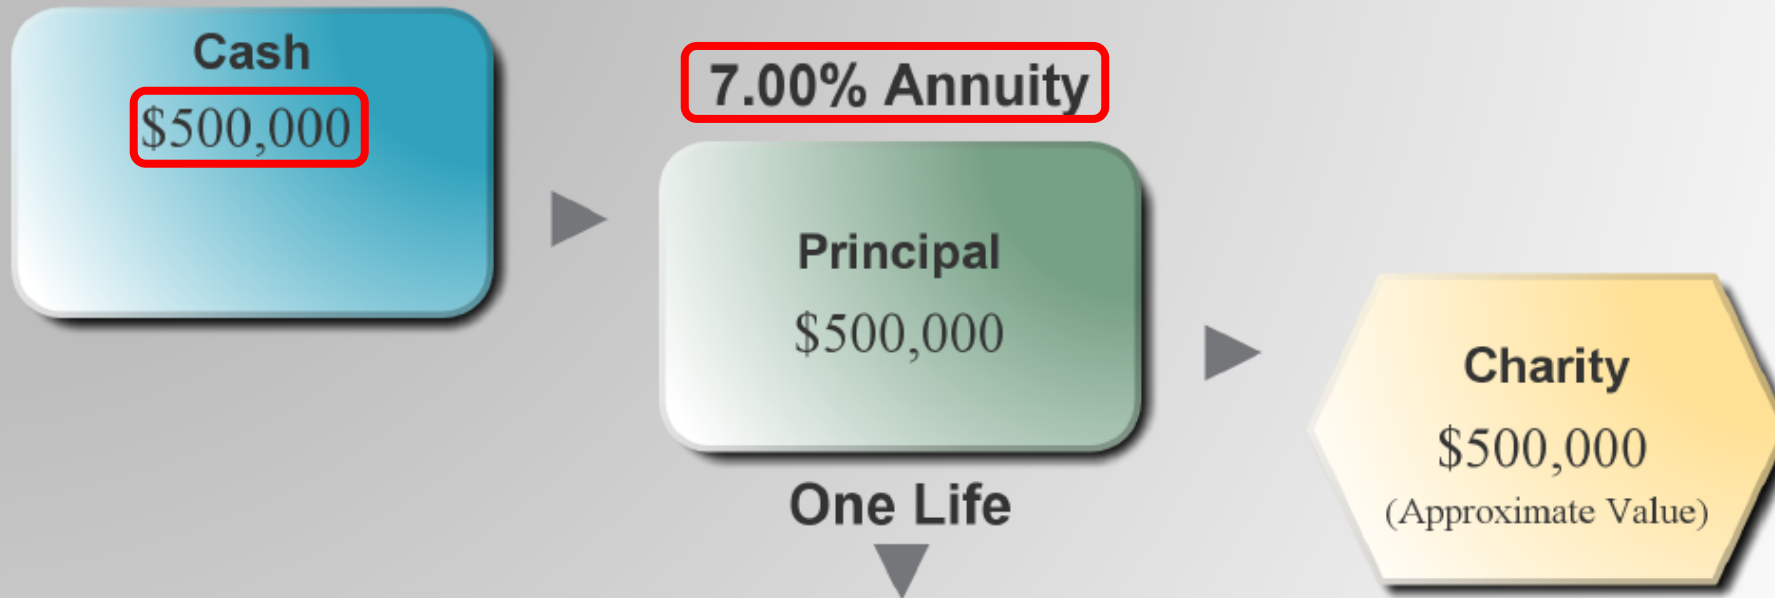 Cash
$500,000
7.00% Annuity
Principal
$500,000
One Life
Charity
$500,000
(Approximate Value)